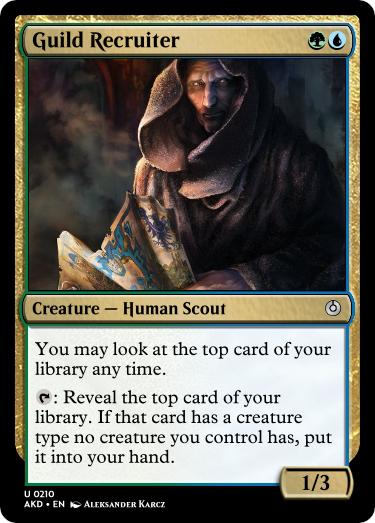 Guild Recruiter
Creature — Human Scout
You may look at the top card of your
library any time.
: Reveal the top card of your
library. If that card has a creature
type no creature you control has, put
it into your hand.
1/3
U 0210
AKD • EN Aleksander Karcz